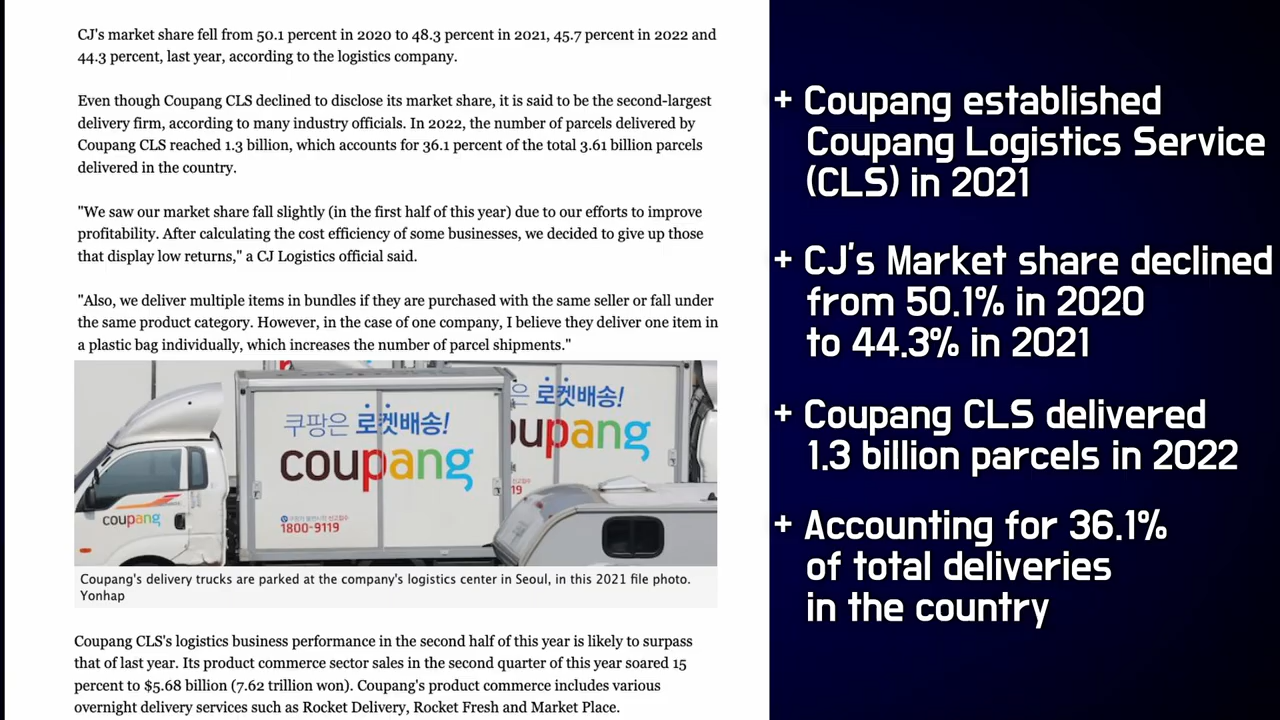 CJ's market share fell from 50.1 percent in 2020 to 48.3 percent in 2021, 45.7 percent in 2022 and
44.3 percent, last year, according to the logistics company.
Even though Coupang CLS declined to disclose its market share, it is said to be the second-largest
delivery firm, according to many industry officials. In 2022, the number of parcels delivered by
Coupang CLS reached 1.3 billion, which accounts for 36.1 percent of the total 3.61 billion parcels
delivered in the country.
"We saw our market share fall slightly (in the first half of this year) due to our efforts to improve
profitability. After calculating the cost efficiency of some businesses, we decided to give up those
that display low returns," a CJ Logistics official said.
"Also, we deliver multiple items in bundles if they are purchased with the same seller or fall under
the same product category. However, in the case of one company, I believe they deliver one item in
a plastic bag individually, which increases the number of parcel shipments."
쿠팡은 로켓배송!
coupang
1800-9119
coupang
은 로켓배송!
oupang
19
Coupang's delivery trucks are parked at the company's logistics center in Seoul, in this 2021 file photo.
Yonhap
Coupang CLS's logistics business performance in the second half of this year is likely to surpass
that of last year. Its product commerce sector sales in the second quarter of this year soared 15
percent to $5.68 billion (7.62 trillion won). Coupang's product commerce includes various
overnight delivery services such as Rocket Delivery, Rocket Fresh and Market Place.
+ Coupang established
Coupang Logistics Service
(CLS) in 2021
+ CJ's Market share declined
from 50.1% in 2020
to 44.3% in 2021
+ Coupang CLS delivered
1.3 billion parcels in 2022
+ Accounting for 36.1%
of total deliveries
in the country